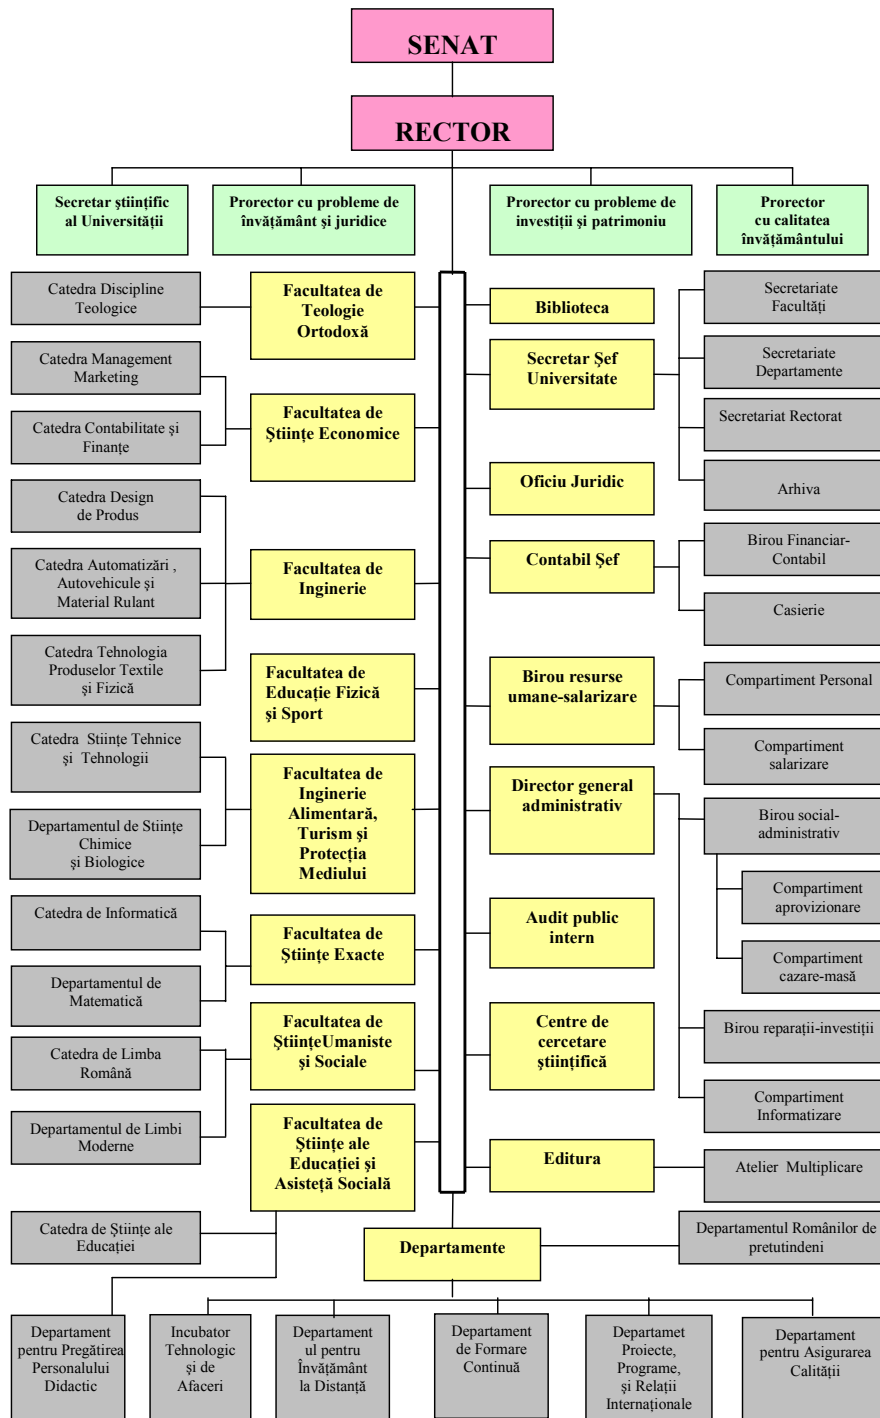 SENAT
RECTOR
Secretar ştiinţific
al Universităţii
Prorector cu probleme de
învăţământ şi juridice
Prorector cu probleme de
investiţii şi patrimoniu
Prorector
cu calitatea
învăţământului
Catedra Discipline
Teologice
Catedra Management
Marketing
Catedra Contabilitate şi
Finanţe
Catedra Design
de Produs
Catedra Automatizări ,
Autovehicule şi
Material Rulant
Catedra Tehnologia
Produselor Textile
şi Fizică
Catedra Stiinţe Tehnice
şi Tehnologii
Departamentul de Stiinţe
Chimice
şi Biologice
Catedra de Informatică
Departamentul de
Matematică
Catedra de Limba
Română
Departamentul de Limbi
Moderne
Catedra de Ştiinţe ale
Educaţiei
Facultatea de
Teologie
Ortodoxă
Facultatea de
Ştiinţe Economice
Facultatea de
Inginerie
Facultatea de
Educaţie Fizică
şi Sport
Facultatea de
Inginerie
Alimentară,
Turism şi
Protecţia
Mediului
Facultatea de
Ştiinţe Exacte
Facultatea de
ŞtiinţeUmaniste
şi Sociale
Facultatea de
Ştiinţe ale
Educaţiei şi
Asisteţă Socială
Biblioteca
Secretar Şef
Universitate
Oficiu Juridic
Contabil Şef
Birou resurse
umane-salarizare
Director general
administrativ
Audit public
intern
Centre de
cercetare
ştiinţifică
Editura
Secretariate
Facultăţi
Secretariate
Departamente
Secretariat Rectorat
Arhiva
Birou Financiar-
Contabil
Casierie
Compartiment Personal
Compartiment
salarizare
Birou social-
administrativ
Compartiment
aprovizionare
Compartiment
cazare-masă
Birou reparaţii-investiţii
Compartiment
Informatizare
Atelier Multiplicare
Departamente
Departamentul Românilor de
pretutindeni
Departament
pentru Pregătirea
Personalului
Didactic
Incubator
Tehnologic
şi de
Afaceri
Departament
ul pentru
Învăţământ
la Distanţă
Departament
de Formare
Continuă
Departamet
Proiecte,
Programe,
şi Relaţii
Internaţionale
Departament
pentru Asigurarea
Calităţii